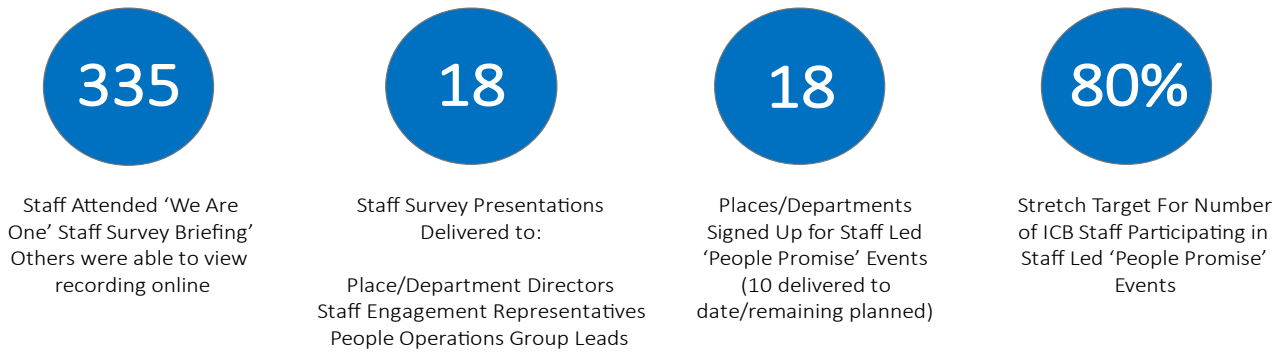 335
Staff Attended ‘We Are
One’ Staff Survey Briefing’
Others were able to view
recording online
18
Staff Survey Presentations
Delivered to:
Place/Department Directors
Staff Engagement Representatives
People Operations Group Leads
18
Places/Departments
Signed Up for Staff Led
‘People Promise’ Events
(10 delivered to
date/remaining planned)
80%
Stretch Target For Number
of ICB Staff Participating in
Staff Led ‘People Promise’
Events